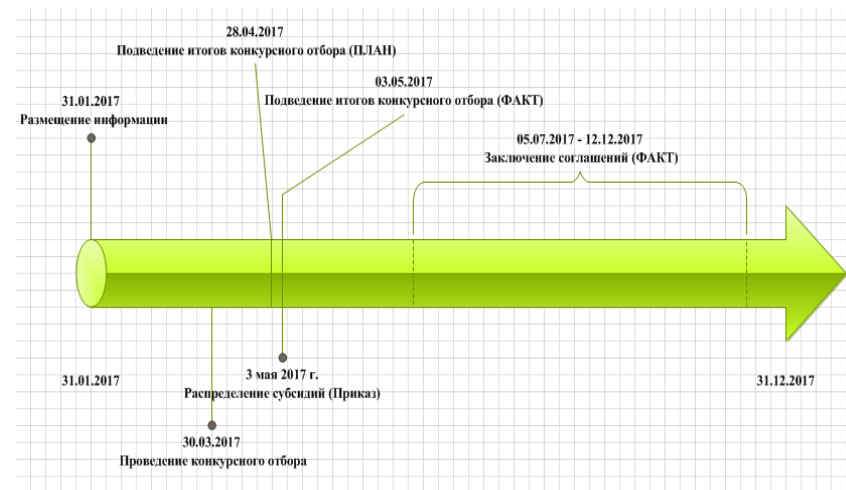 28.04.2017
Подведение итогов конкурсного отбора (ПЛАН)
03.05.2017
Подведение итогов конкурсного отбора (ФАКТ)
31.01.2017
Размещение информации
05.07.2017 - 12.12.2017
Заключение соглашений (ФАКТ)
3 мая 2017 г.
Распределение субсидий (Приказ)
31.01.2017
31.12.2017
30.03.2017
Проведение конкурсного отбора